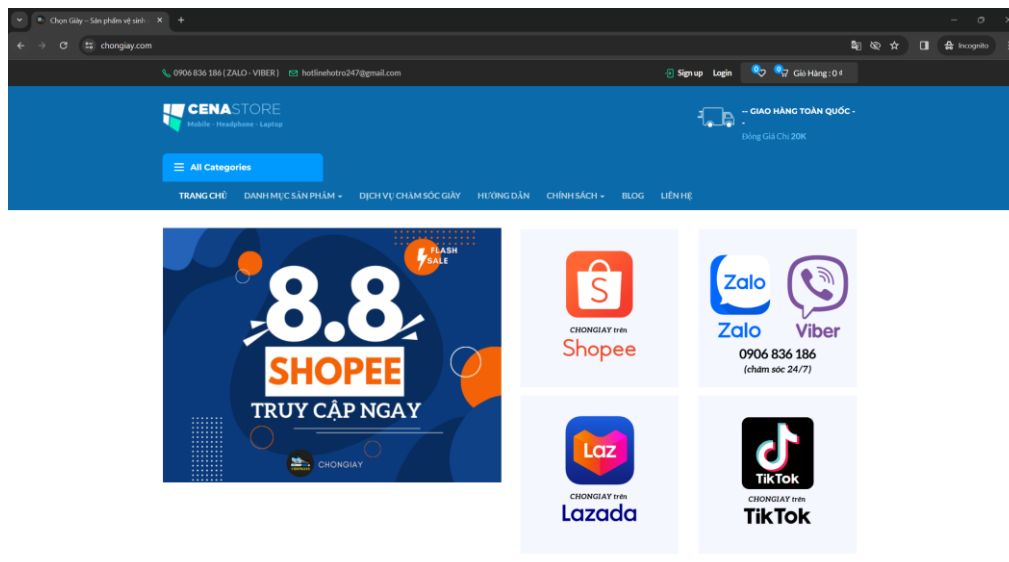 Chọn Giày – Sản phẩm vệ sinh
chongiay.com
Incognito
0906 836 186 ( ZALO - VIBER )
hotlinehotro247@gmail.com
Sign up
Login
0
0
Giỏ Hàng : 0 đ
CENASTORE
Mobile - Headphone - Laptop
-- GIAO HÀNG TOÀN QUỐC -
-
Đồng Giá Chỉ 20K
All Categories
TRANG CHỦ
DANH MỤC SẢN PHẨM
DỊCH VỤ CHĂM SÓC GIÀY
HƯỚNG DẪN
CHÍNH SÁCH
BLOG
LIÊN HỆ
FLASH
SALE
8.8
SHOPEE
TRUY CẬP NGAY
CHONGIAY
S
CHONGIAY trên
Shopee
Zalo
Zalo
Viber
0906 836 186
(chăm sóc 24/7)
Laz
CHONGIAY trên
Lazada
TikTok
CHONGIAY trên
TikTok